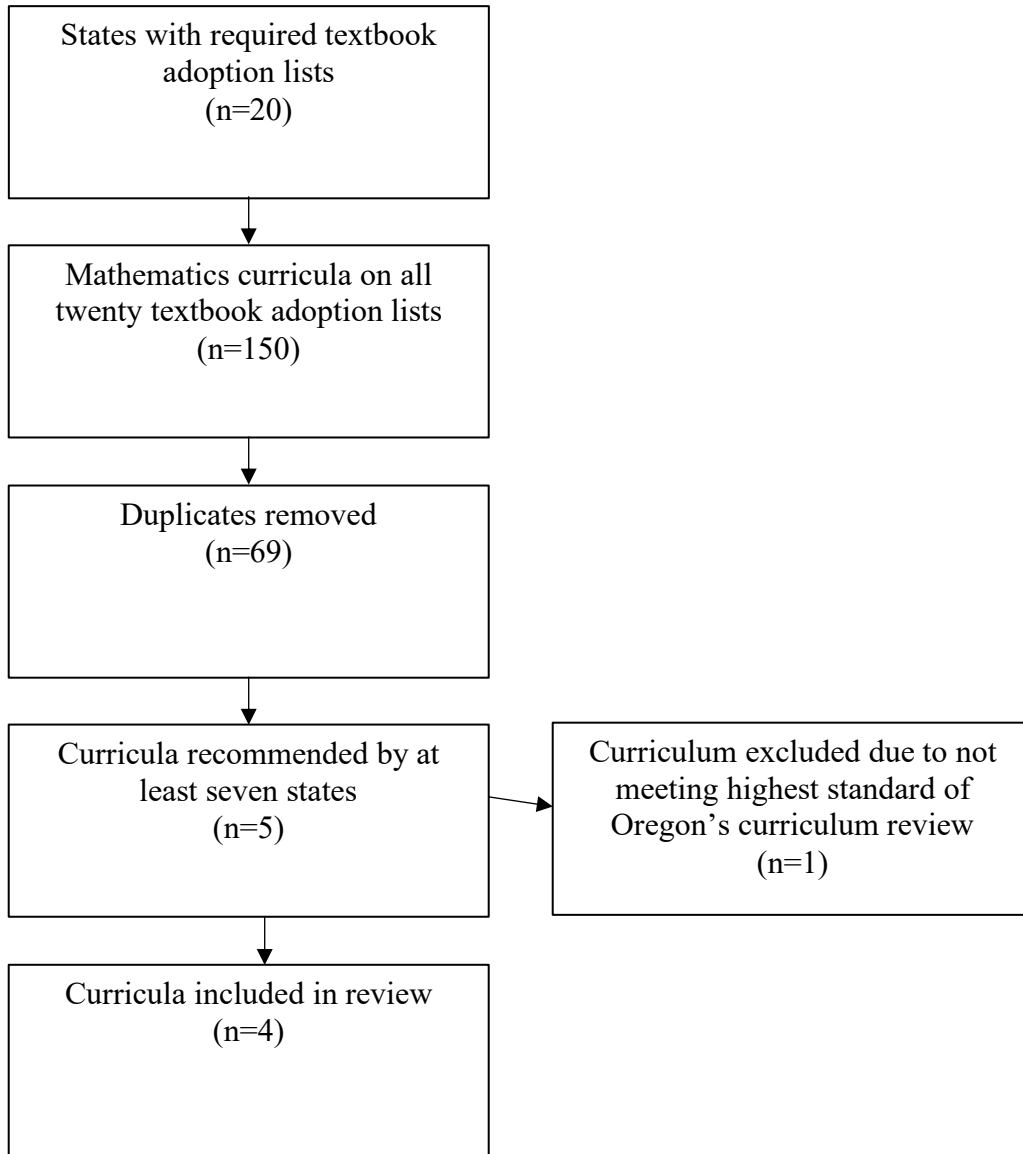 States with required textbook
adoption lists
(n=20)
Mathematics curricula on all
twenty textbook adoption lists
(n=150)
Duplicates removed
(n=69)
Curricula recommended by at
least seven states
(n=5)
Curriculum excluded due to not
meeting highest standard of
Oregon’s curriculum review
(n=1)
Curricula included in review
(n=4)